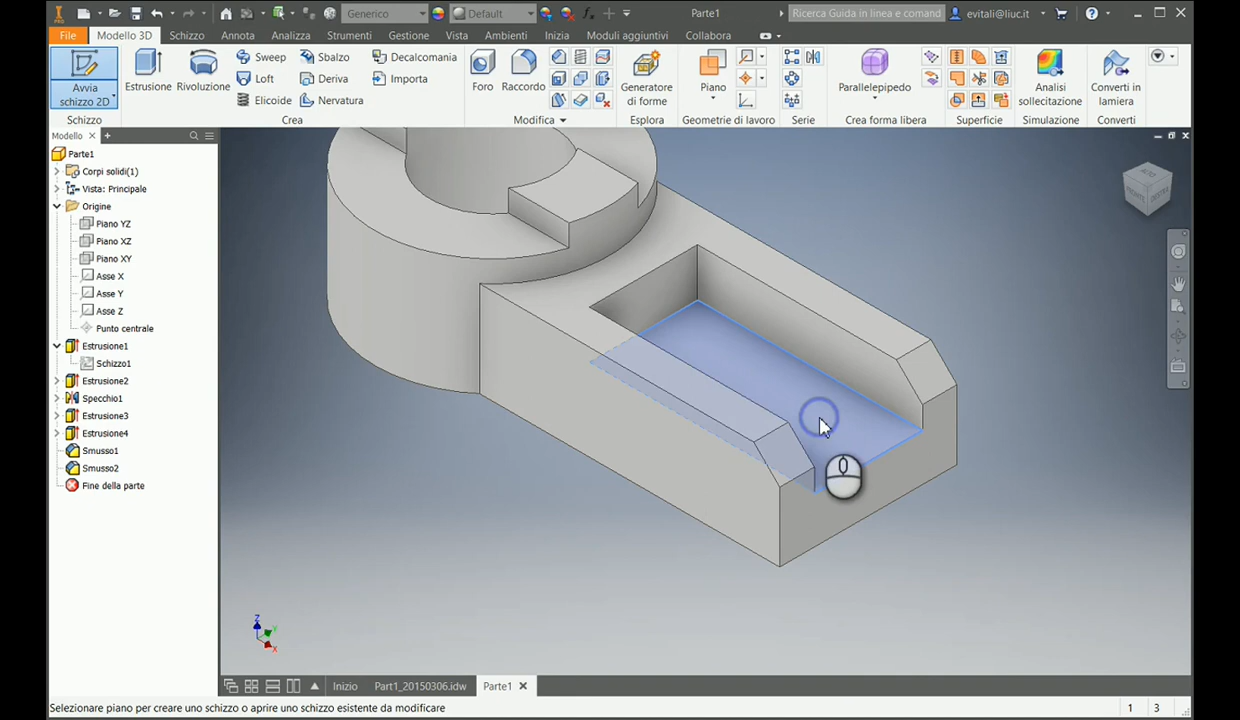 Generico
Default
Parte1
Ricerca Guida in linea e comand
evitali@liuc.it
File
Modello 3D
Schizzo
Annota
Analizza
Strumenti
Gestione
Vista
Ambienti
Inizia
Moduli aggiuntivi
Collabora
Avvia
schizzo 2D
Estrusione
Rivoluzione
Sweep
Loft
Elicoide
Sbalzo
Deriva
Nervatura
Decalcomania
Importa
Foro
Raccordo
Generatore
di forme
Piano
Parallelepipedo
Analisi
sollecitazione
Converti in
lamiera
Schizzo
Crea
Modifica
Esplora
Geometrie di lavoro
Serie
Crea forma libera
Superficie
Simulazione
Converti
Modello
Parte1
Corpi solidi(1)
Vista: Principale
Origine
Piano YZ
Piano XZ
Piano XY
Asse X
Asse Y
Asse Z
Punto centrale
Estrusione1
Schizzo1
Estrusione2
Specchio1
Estrusione3
Estrusione4
Smusso1
Smusso2
Fine della parte
Z
Y
X
Inizio
Part1_20150306.idw
Parte1
Selezionare piano per creare uno schizzo o aprire uno schizzo esistente da modificare
1
3